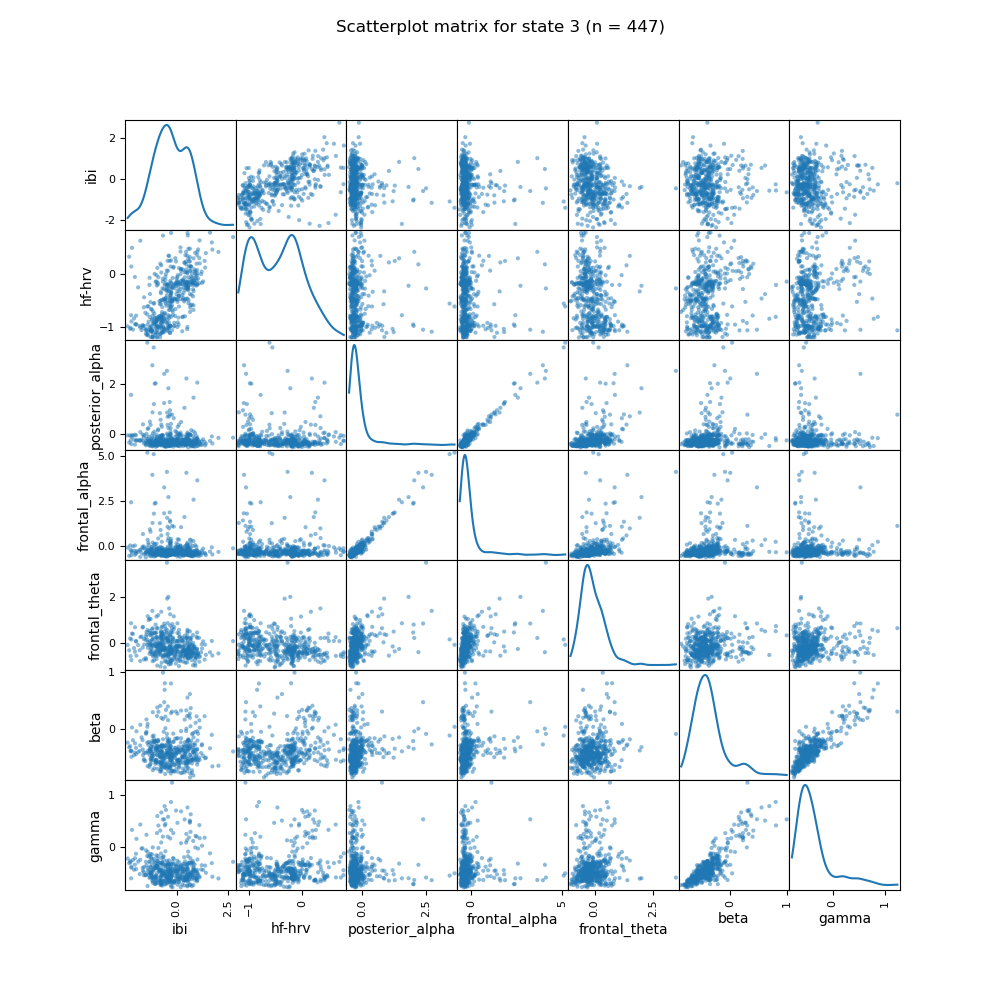 Scatterplot matrix for state 3 (n = 447)
ibi
2
0
-2
hf-hrv
0
−1
posterior_alpha
2
0
frontal_alpha
5.0
2.5
0.0
frontal_theta
2
0
beta
1
0
gamma
1
0
0.0
2.5
−1
0
0.0
2.5
0
5
0.0
2.5
0
1
0
1
ibi
hf-hrv
posterior_alpha
frontal_alpha
frontal_theta
beta
gamma